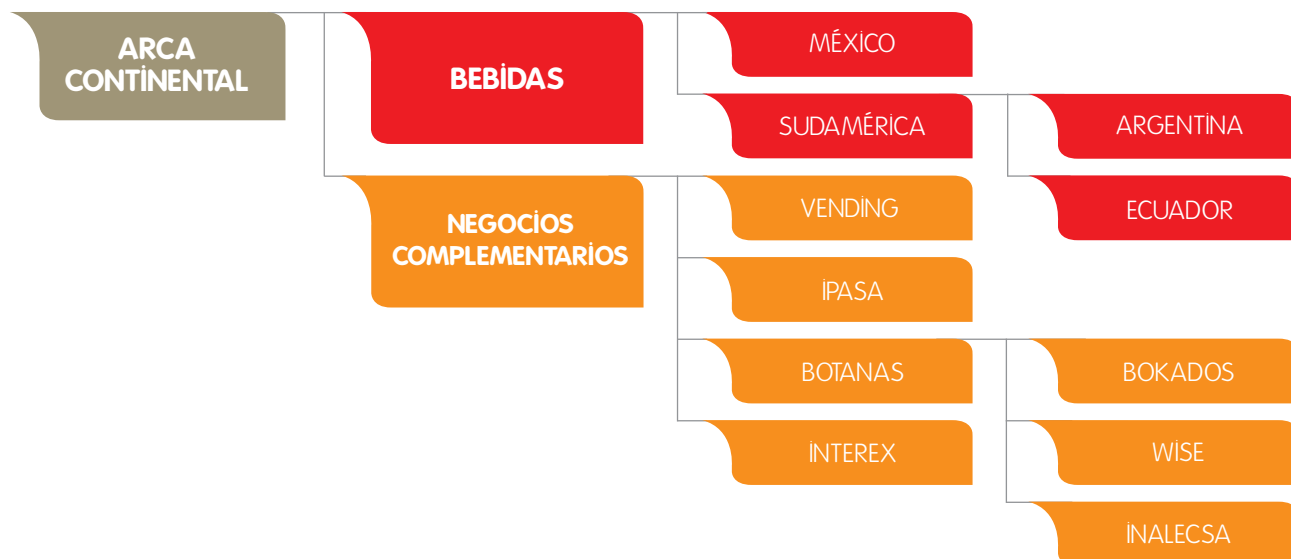 ARCA
CONTINENTAL
BEBIDAS
MÉXICO
SUDAMÉRICA
ARGENTINA
ECUADOR
NEGOCIOS
COMPLEMENTARIOS
VENDING
IPASA
BOTANAS
BOKADOS
WISE
INALECSA
INTEREX